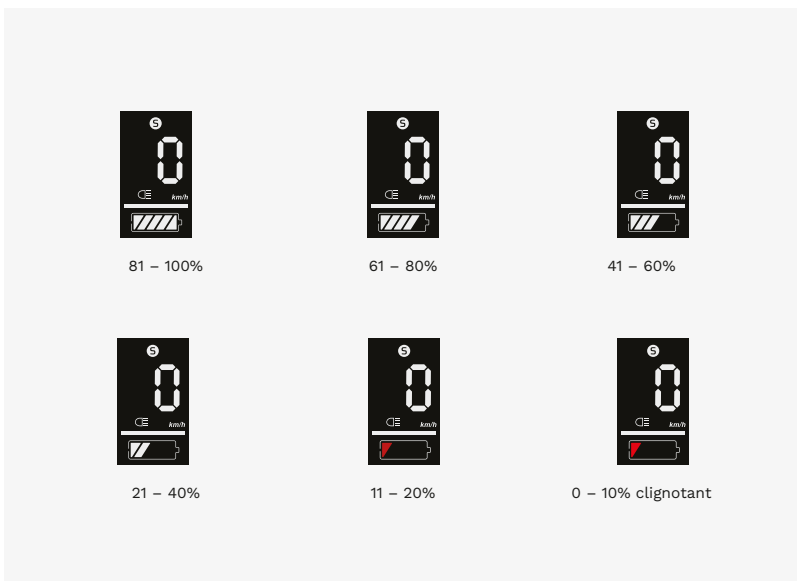 S
0
km/h
S
0
km/h
S
0
km/h
81 – 100%
61 – 80%
41 – 60%
S
0
km/h
S
0
km/h
S
0
km/h
21 – 40%
11 – 20%
0 – 10% clignotant